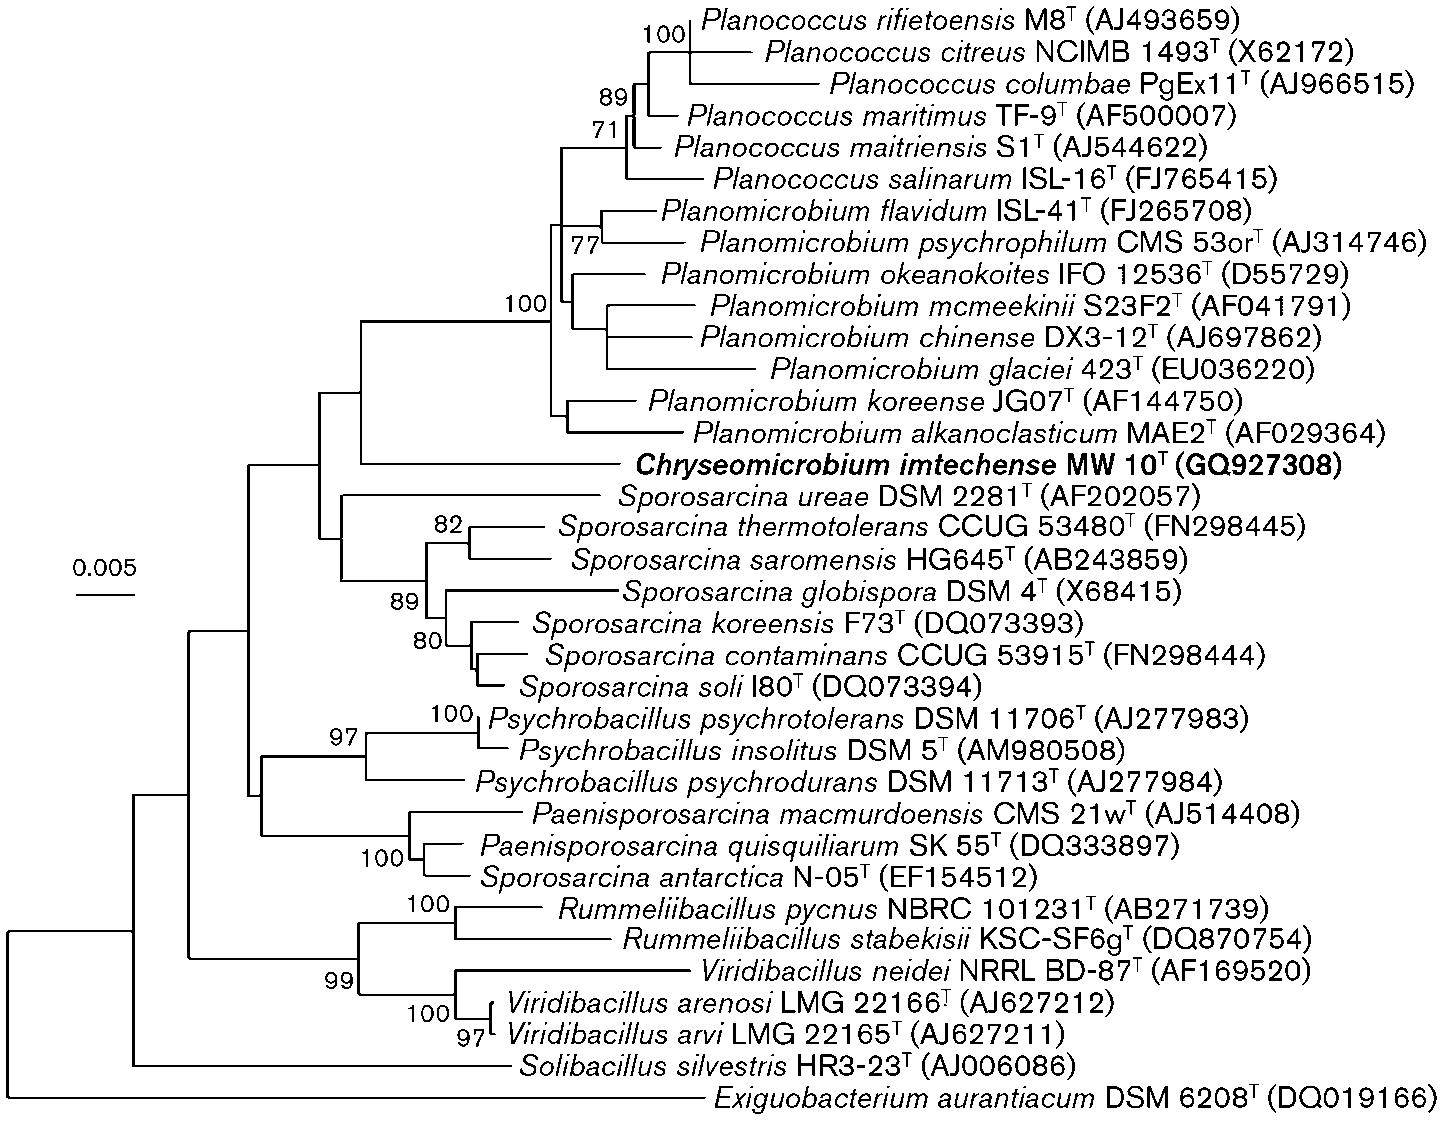 Planococcus rifietoensis M8ᵀ (AJ493659)
100
Planococcus citreus NCIMB 1493ᵀ (X62172)
Planococcus columbae PgEx11ᵀ (AJ966515)
89
Planococcus maritimus TF-9ᵀ (AF500007)
71
Planococcus maitriensis S1ᵀ (AJ544622)
Planococcus salinarum ISL-16ᵀ (FJ765415)
Planomicrobium flavidum ISL-41ᵀ (FJ265708)
77
Planomicrobium psychrophilum CMS 53orᵀ (AJ314746)
Planomicrobium okeanokoites IFO 12536ᵀ (D55729)
100
Planomicrobium mcmeekinii S23F2ᵀ (AF041791)
Planomicrobium chinense DX3-12ᵀ (AJ697862)
Planomicrobium glaciei 423ᵀ (EU036220)
Planomicrobium koreense JG07ᵀ (AF144750)
Planomicrobium alkanoclasticum MAE2ᵀ (AF029364)
Chryseomicrobium imtechense MW 10ᵀ (GQ927308)
Sporosarcina ureae DSM 2281ᵀ (AF202057)
82
Sporosarcina thermotolerans CCUG 53480ᵀ (FN298445)
Sporosarcina saromensis HG645ᵀ (AB243859)
0.005
Sporosarcina globispora DSM 4ᵀ (X68415)
89
Sporosarcina koreensis F73ᵀ (DQ073393)
80
Sporosarcina contaminans CCUG 53915ᵀ (FN298444)
Sporosarcina soli I80ᵀ (DQ073394)
100
Psychrobacillus psychrotolerans DSM 11706ᵀ (AJ277983)
97
Psychrobacillus insolitus DSM 5ᵀ (AM980508)
Psychrobacillus psychrodurans DSM 11713ᵀ (AJ277984)
Paenisporosarcina macmurdoensis CMS 21wᵀ (AJ514408)
Paenisporosarcina quisquiliarum SK 55ᵀ (DQ333897)
100
Sporosarcina antarctica N-05ᵀ (EF154512)
100
Rummeliibacillus pycnus NBRC 101231ᵀ (AB271739)
Rummeliibacillus stabekisii KSC-SF6gᵀ (DQ870754)
99
Viridibacillus neidei NRRL BD-87ᵀ (AF169520)
100
Viridibacillus arenosi LMG 22166ᵀ (AJ627212)
97
Viridibacillus arvi LMG 22165ᵀ (AJ627211)
Solibacillus silvestris HR3-23ᵀ (AJ006086)
Exiguobacterium aurantiacum DSM 6208ᵀ (DQ019166)